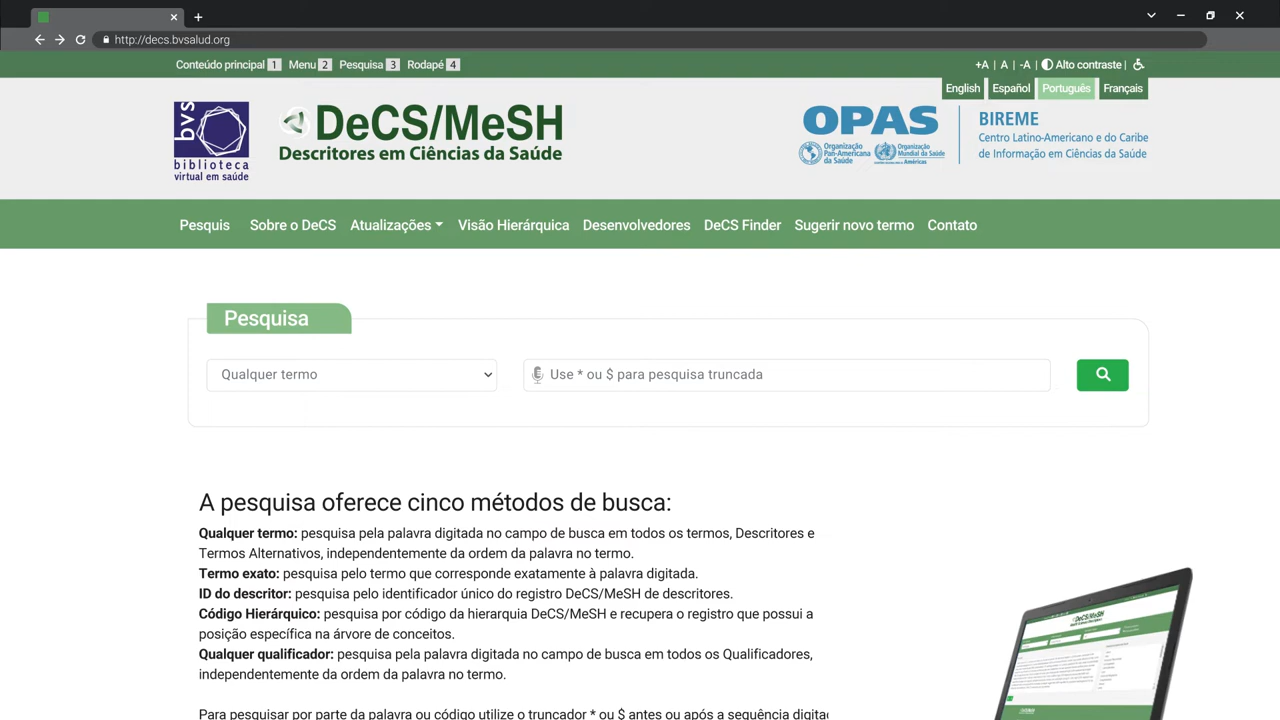 http://decs.bvsalud.org
Conteúdo principal 1 Menu 2 Pesquisa 3 Rodapé 4
+A | A | -A | Alto contraste |
English Español Português Français
bvs
biblioteca
virtual em saúde
DeCS/MeSH
Descritores em Ciências da Saúde
OPAS
Organização
Pan-Americana
da Saúde
Organização
Mundial da Saúde
Américas
BIREME
Centro Latino-Americano e do Caribe
de Informação em Ciências da Saúde
Pesquis Sobre o DeCS Atualizações Visão Hierárquica Desenvolvedores DeCS Finder Sugerir novo termo Contato
Pesquisa
Qualquer termo
Use * ou $ para pesquisa truncada
A pesquisa oferece cinco métodos de busca:
Qualquer termo: pesquisa pela palavra digitada no campo de busca em todos os termos, Descritores e
Termos Alternativos, independentemente da ordem da palavra no termo.
Termo exato: pesquisa pelo termo que corresponde exatamente à palavra digitada.
ID do descritor: pesquisa pelo identificador único do registro DeCS/MeSH de descritores.
Código Hierárquico: pesquisa por código da hierarquia DeCS/MeSH e recupera o registro que possui a
posição específica na árvore de conceitos.
Qualquer qualificador: pesquisa pela palavra digitada no campo de busca em todos os Qualificadores,
independentemente palavra no termo.
Para pesquisar por parte da palavra ou código utilize o truncador * ou $ antes ou após a sequência digita
DeCS/MeSH